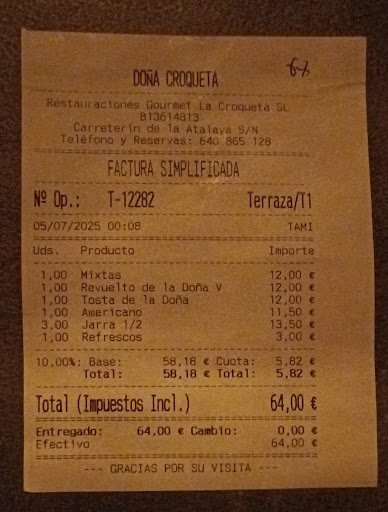 DOÑA CROQUETA
Restauraciones Gourmet La Croqueta SL
B13614813
Carreterín de la Atalaya S/N
Teléfono y Reservas: 640 865 128
FACTURA SIMPLIFICADA
Nº Op.: T-12282 Terraza/T1
05/07/2025 00:08 TAMI
Uds. Producto Importe
1,00 Mixtas 12,00 €
1,00 Revuelto de la Doña V 12,00 €
1,00 Tosta de la Doña 12,00 €
1,00 Americano 11,50 €
3,00 Jarra 1/2 13,50 €
1,00 Refrescos 3,00 €
10,00%: Base: 58,18 € Cuota: 5,82 €
Total: 58,18 € Total: 5,82 €
Total (Impuestos Incl.) 64,00 €
Entregado: 64,00 € Cambio: 0,00 €
Efectivo 64,00 €
--- GRACIAS POR SU VISITA ---